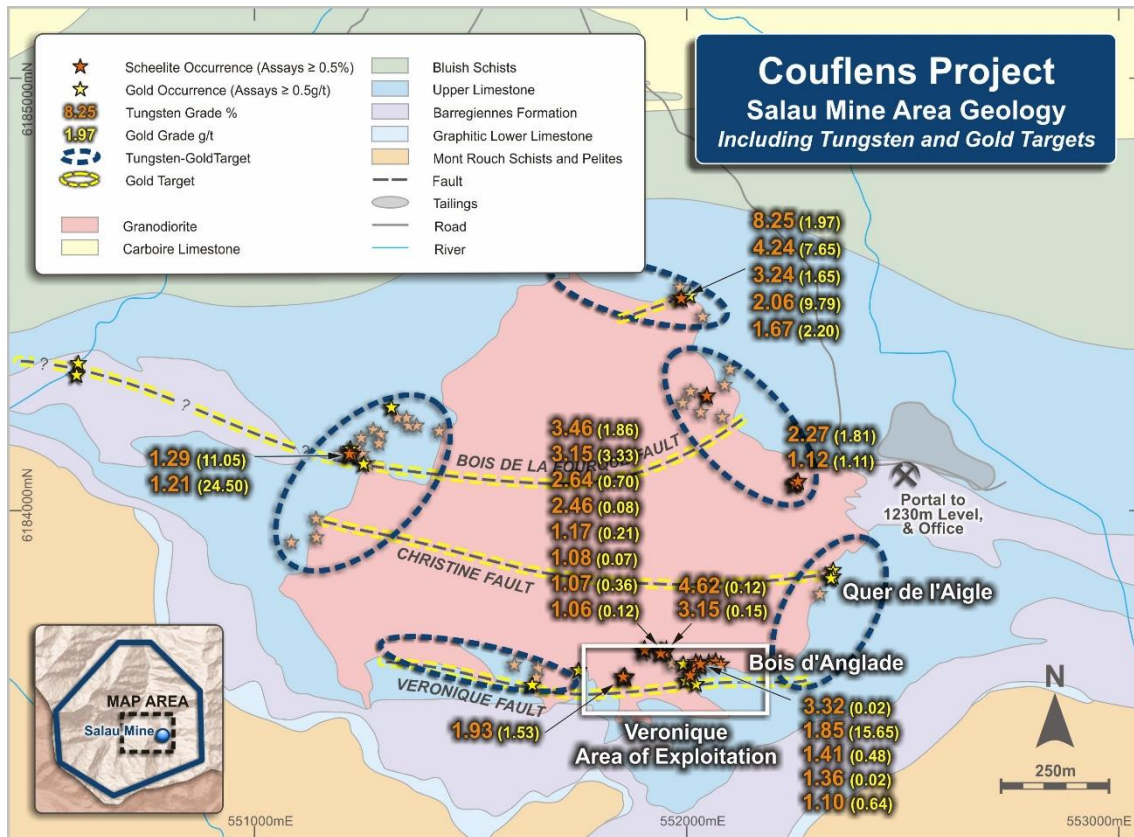 Couflens Project
Salau Mine Area Geology
Including Tungsten and Gold Targets
Scheelite Occurrence (Assays ≥ 0.5%)
Gold Occurrence (Assays ≥ 0.5g/t)
8.25 Tungsten Grade %
1.97 Gold Grade g/t
Tungsten-GoldTarget
Gold Target
Granodiorite
Carboire Limestone
Bluish Schists
Upper Limestone
Barregiennes Formation
Graphitic Lower Limestone
Mont Rouch Schists and Pelites
Fault
Tailings
Road
River
6185000mN
6184000mN
8.25 (1.97)
4.24 (7.65)
3.24 (1.65)
2.06 (9.79)
1.67 (2.20)
?
?
?
1.29 (11.05)
1.21 (24.50)
BOIS DE LA FOURQUE FAULT
3.46 (1.86)
3.15 (3.33)
2.64 (0.70)
2.46 (0.08)
1.17 (0.21)
1.08 (0.07)
1.07 (0.36)
1.06 (0.12)
2.27 (1.81)
1.12 (1.11)
Portal to
1230m Level,
& Office
CHRISTINE FAULT
4.62 (0.12)
3.15 (0.15)
Quer de l'Aigle
Bois d'Anglade
VERONIQUE FAULT
1.93 (1.53)
Veronique
Area of Exploitation
3.32 (0.02)
1.85 (15.65)
1.41 (0.48)
1.36 (0.02)
1.10 (0.64)
MAP AREA
Salau Mine
N
250m
551000mE
552000mE
553000mE